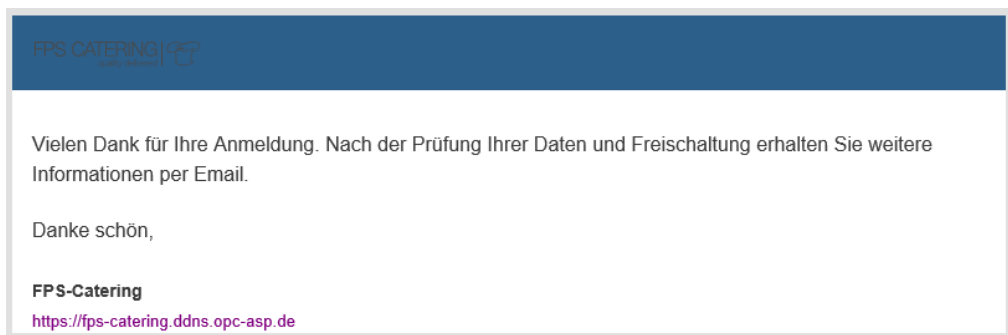 FPS CATERING
Vielen Dank für Ihre Anmeldung. Nach der Prüfung Ihrer Daten und Freischaltung erhalten Sie weitere
Informationen per Email.
Danke schön,
FPS-Catering
https://fps-catering.ddns.opc-asp.de